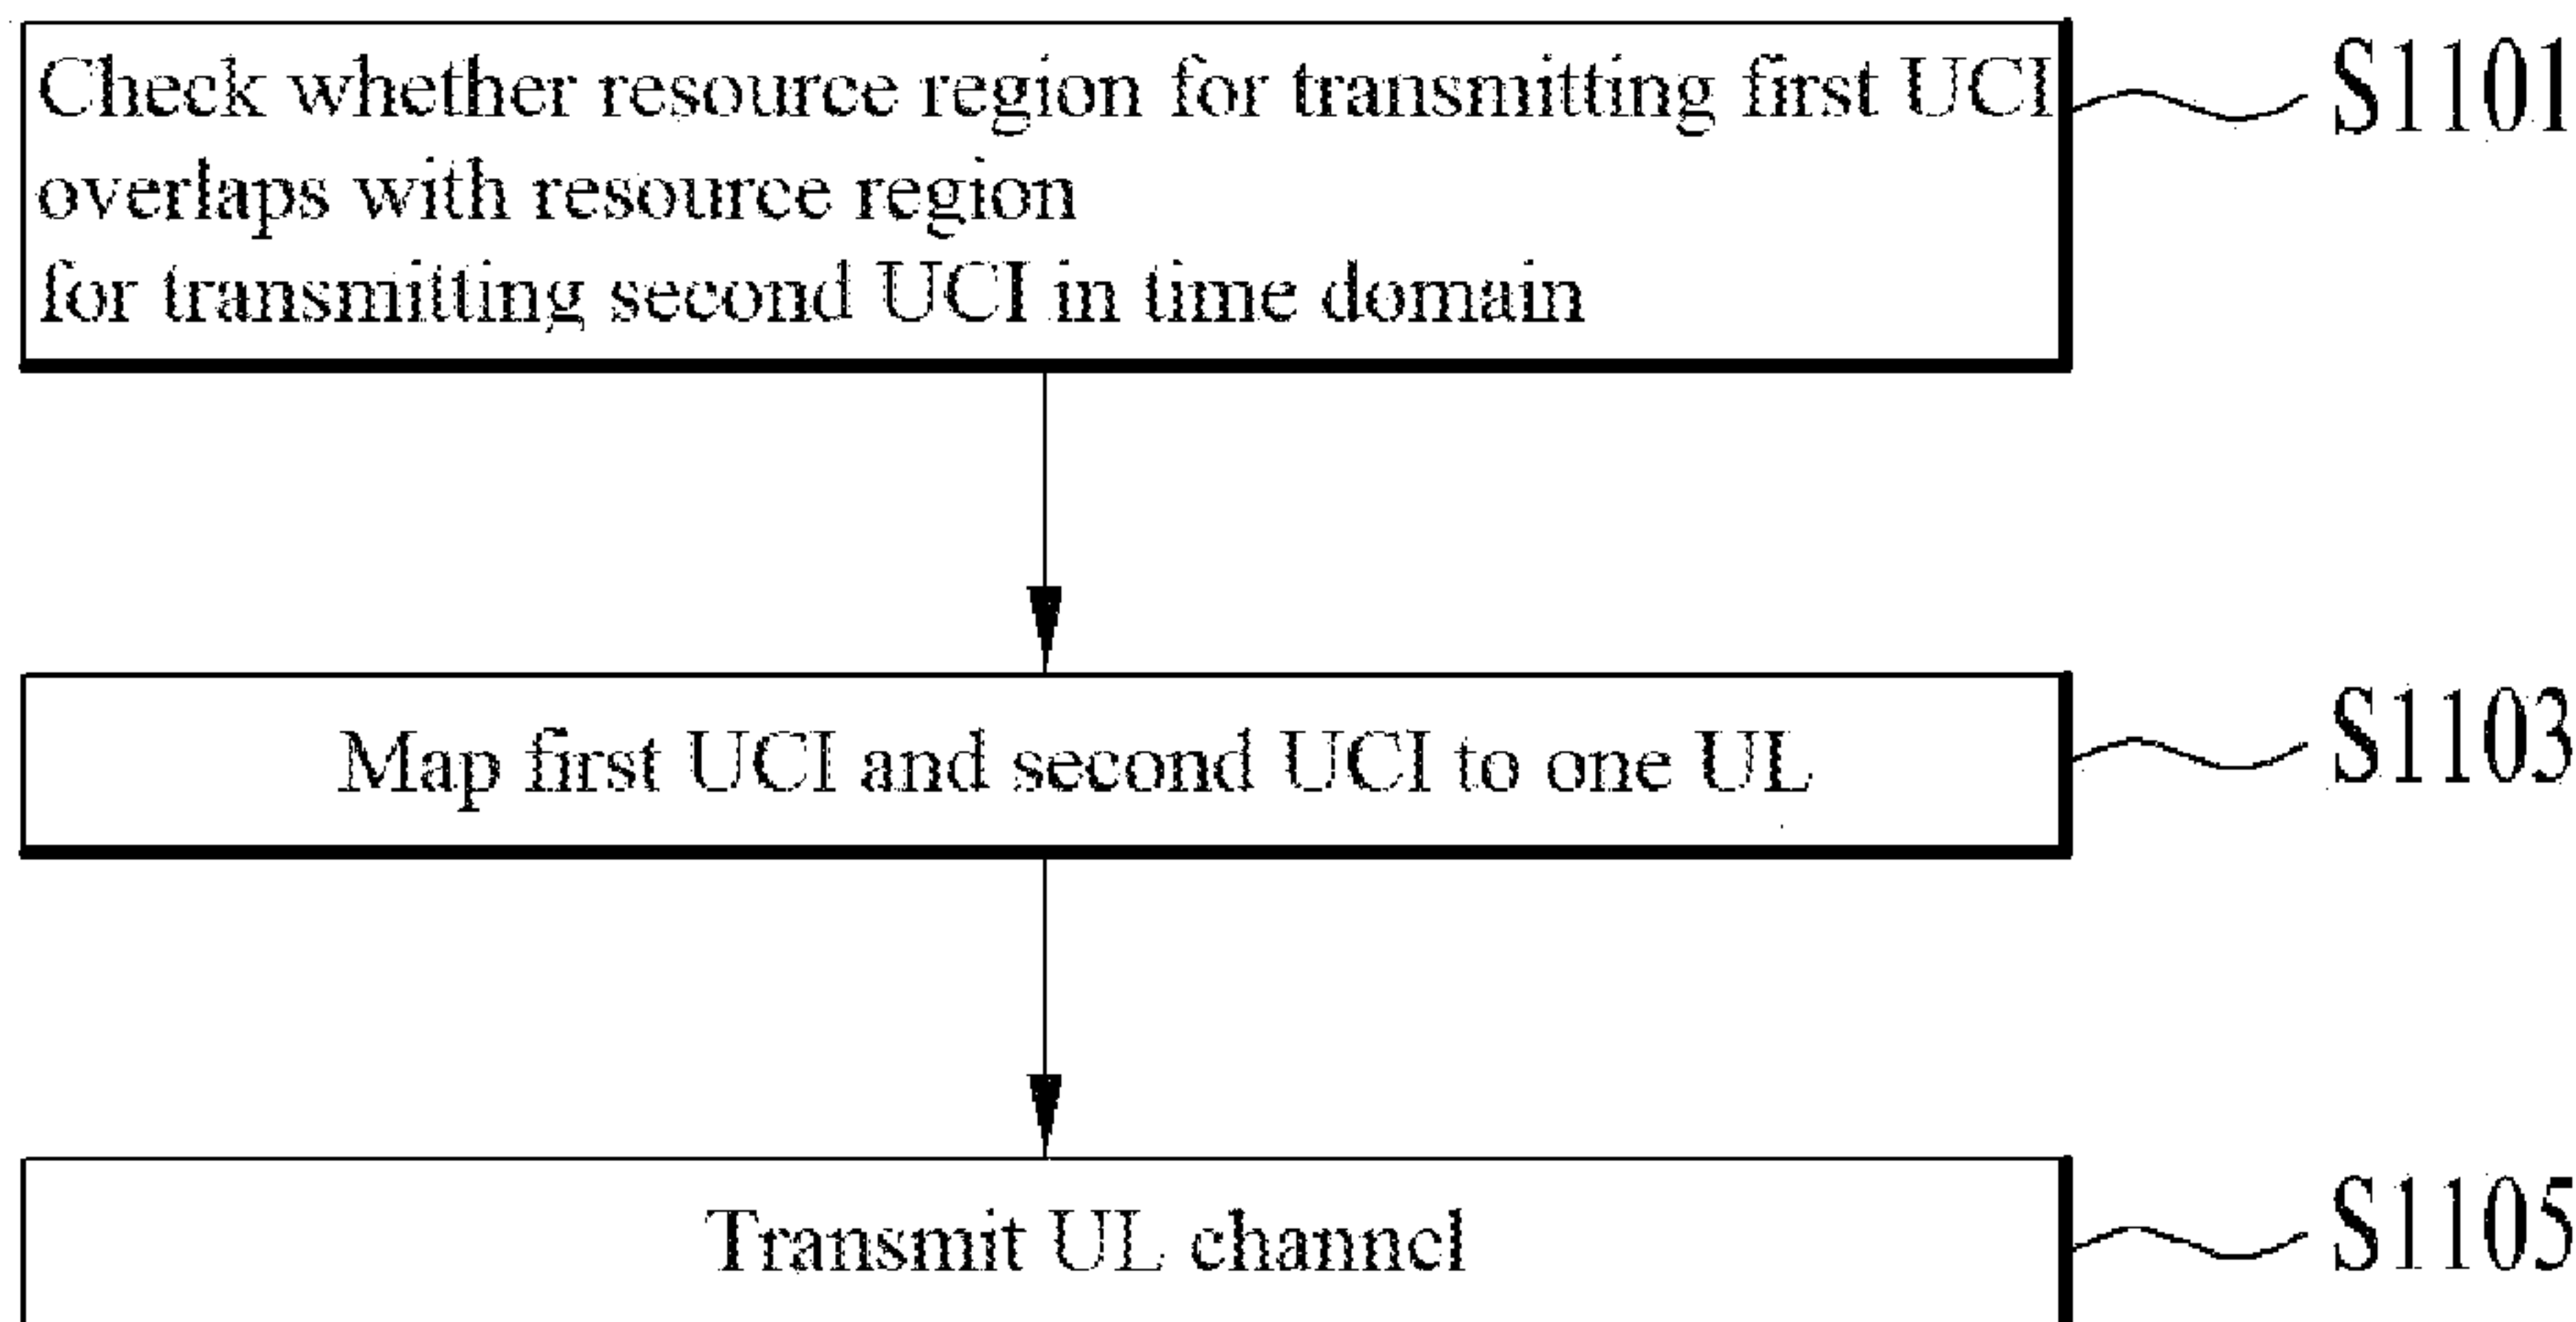 Check whether resource region for transmitting first UCI
overlaps with resource region
for transmitting second UCI in time domain
S1101
Map first UCI and second UCI to one UL
S1103
Transmit UL channel
S1105